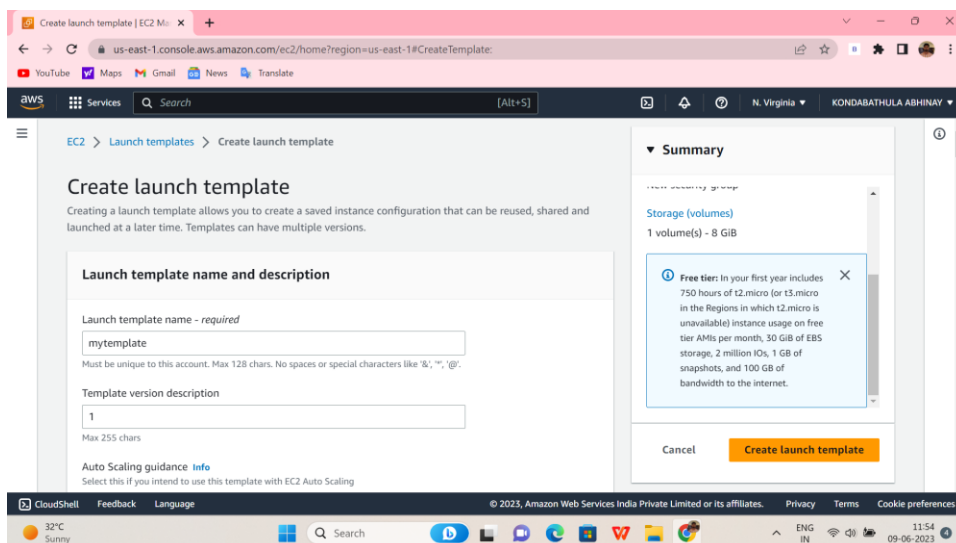 Create launch template | EC2 Ma
us-east-1.console.aws.amazon.com/ec2/home?region=us-east-1#CreateTemplate:
YouTube Maps Gmail News Translate
aws Services Search [Alt+S] N. Virginia KONDABATHULA ABHINAY
EC2 > Launch templates > Create launch template
Create launch template
Creating a launch template allows you to create a saved instance configuration that can be reused, shared and
launched at a later time. Templates can have multiple versions.
Launch template name and description
Launch template name - required
mytemplate
Must be unique to this account. Max 128 chars. No spaces or special characters like '&', '*', '@'.
Template version description
1
Max 255 chars
Auto Scaling guidance Info
Select this if you intend to use this template with EC2 Auto Scaling
Summary
New security group
Storage (volumes)
1 volume(s) - 8 GiB
Free tier: In your first year includes
750 hours of t2.micro (or t3.micro
in the Regions in which t2.micro is
unavailable) instance usage on free
tier AMIs per month, 30 GiB of EBS
storage, 2 million IOs, 1 GB of
snapshots, and 100 GB of
bandwidth to the internet.
Cancel Create launch template
CloudShell Feedback Language © 2023, Amazon Web Services India Private Limited or its affiliates. Privacy Terms Cookie preferences
32°C
Sunny
Search
ENG
IN
11:54
09-06-2023
4